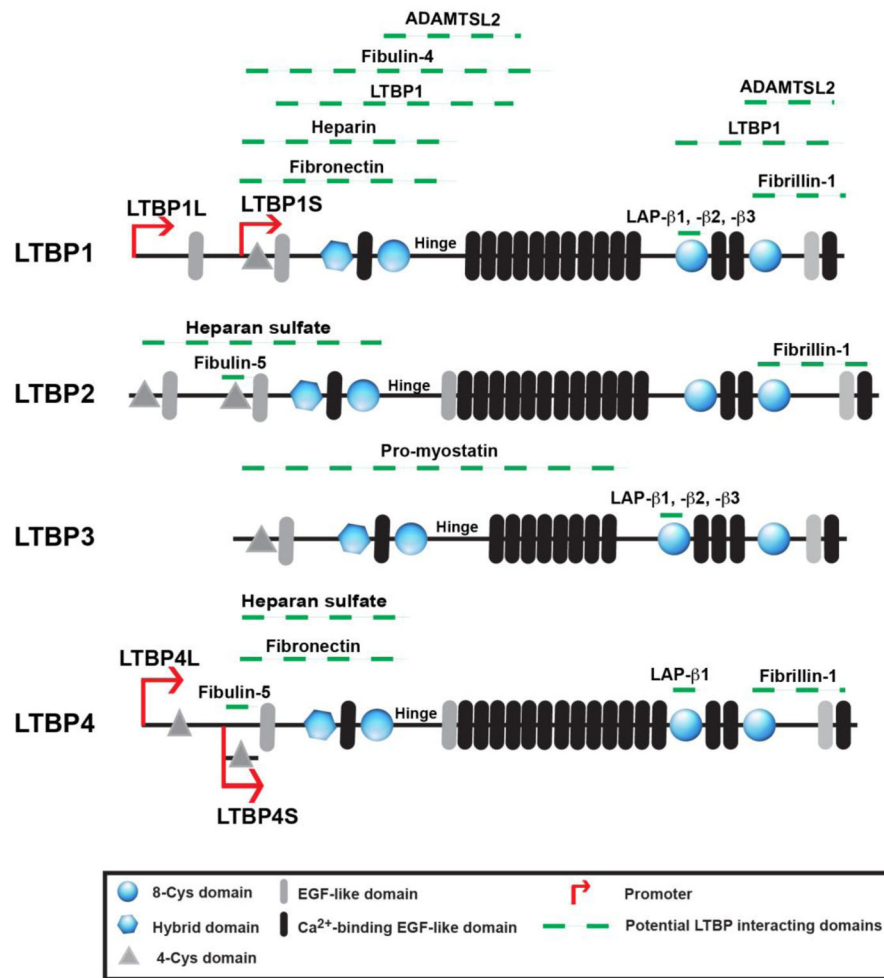 ADAMTSL2
Fibulin-4
LTBP1
ADAMTSL2
Heparin
LTBP1
Fibronectin
Fibrillin-1
LTBP1L
LTBP1S
LAP-β1, -β2, -β3
LTBP1
Hinge
Heparan sulfate
Fibulin-5
Fibrillin-1
LTBP2
Hinge
Pro-myostatin
LAP-β1, -β2, -β3
LTBP3
Hinge
Heparan sulfate
Fibronectin
LTBP4L
Fibulin-5
LAP-β1
Fibrillin-1
LTBP4
Hinge
LTBP4S
8-Cys domain
EGF-like domain
Promoter
Hybrid domain
Ca²⁺-binding EGF-like domain
Potential LTBP interacting domains
4-Cys domain